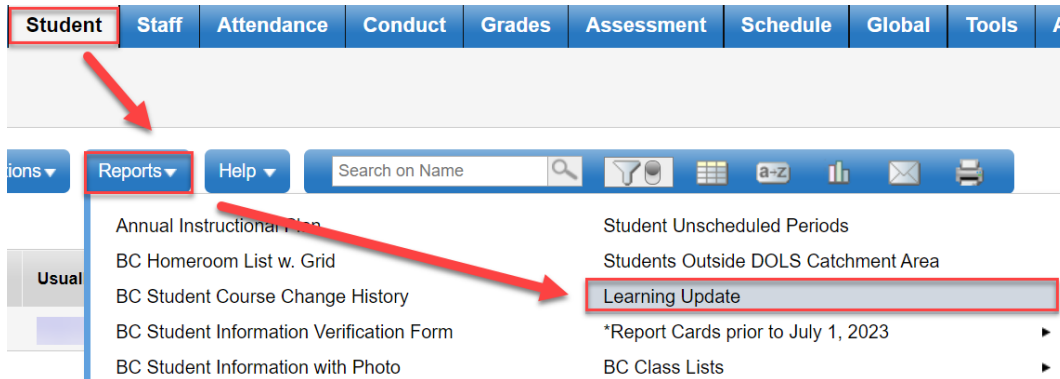 Student Staff Attendance Conduct Grades Assessment Schedule Global Tools
ions Reports Help Search on Name a-z
Annual Instructional Plan
BC Homeroom List w. Grid
BC Student Course Change History
BC Student Information Verification Form
BC Student Information with Photo
Student Unscheduled Periods
Students Outside DOLS Catchment Area
Learning Update
*Report Cards prior to July 1, 2023
BC Class Lists
Usual